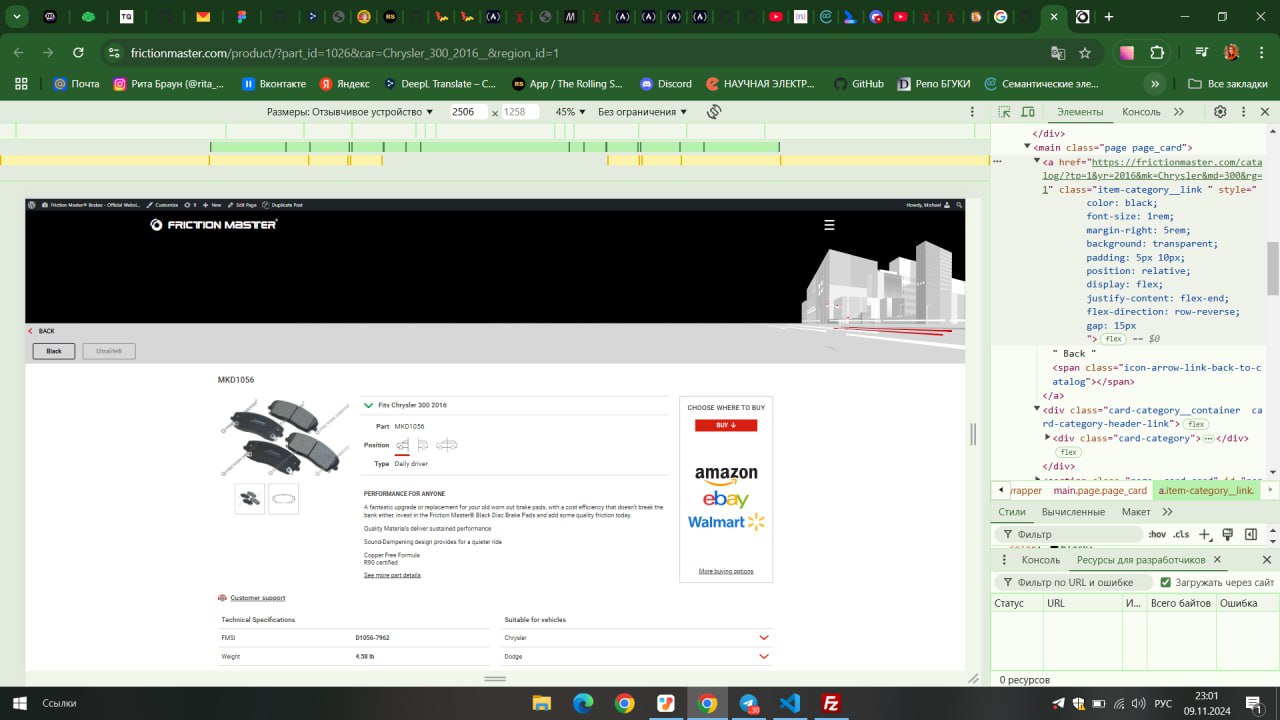 TQ
RS
frictionmaster.com/product/?part_id=1026&cars=chrysler_300_2016__&region_id=1
Почта
Рита Браун (@rita_...
Вконтакте
Яндекс
DeepL Translate – C...
RS
App / The Rolling S...
Discord
НАУЧНАЯ ЭЛЕКТР...
GitHub
Репо БГУКИ
Семантические эле...
»
Все закладки
Размеры: Отзывчивое устройство ▼
2506 x 1258
45% ▼
Без ограничения ▼
Элементы
Консоль
»
</div>
▼<main class="page page_card">
▼<a href="https://frictionmaster.com/cata
log/?tp=1&yr=2016&mk=Chrysler&md=300&rg=
1" class="item-category__link " style="
color: black;
font-size: 1rem;
margin-right: 5rem;
background: transparent;
padding: 5px 10px;
position: relative;
display: flex;
justify-content: flex-end;
flex-direction: row-reverse;
gap: 15px
"> flex == $0
" Back "
<span class="icon-arrow-link-back-to-c
atalog"></span>
</a>
▼<div class="card-category__container  ca
rd-category-header-link"> flex
▶<div class="card-category"> ⋯ </div>
flex
</div>
wrapper
main.page.page_card
a.item-category__link.
Стили
Вычисленные
Макет
»
Фильтр
:hov
.cls
Консоль
Ресурсы для разработчиков
Фильтр по URL и ошибке
Загружать через сайт
Статус
URL
И...
Всего байтов
Ошибка
0 ресурсов
Friction Master® Brakes - Official Websi...
Customise
5
New
Edit Page
Duplicate Post
Howdy, Michael
FRICTION MASTER®
BACK
Black
Ultralife®
MKD1056
Fits Chrysler 300 2016
Part MKD1056
Position
Type Daily driver
PERFORMANCE FOR ANYONE
A fantastic upgrade or replacement for your old worn out brake pads, with a cost efficiency that doesn't break the
bank either, invest in the Friction Master® Black Disc Brake Pads and add some quality friction today.
Quality Materials deliver sustained performance
Sound-Dampening design provides for a quieter ride
Copper Free Formula
R90 certified
See more part details
CHOOSE WHERE TO BUY
BUY ↓
amazon
ebay
Walmart
More buying options
Customer support
Technical Specifications
FMSI D1056-7962
Weight 4.58 lb
Suitable for vehicles
Chrysler
Dodge
Ссылки
30
РУС
23:01
09.11.2024
1